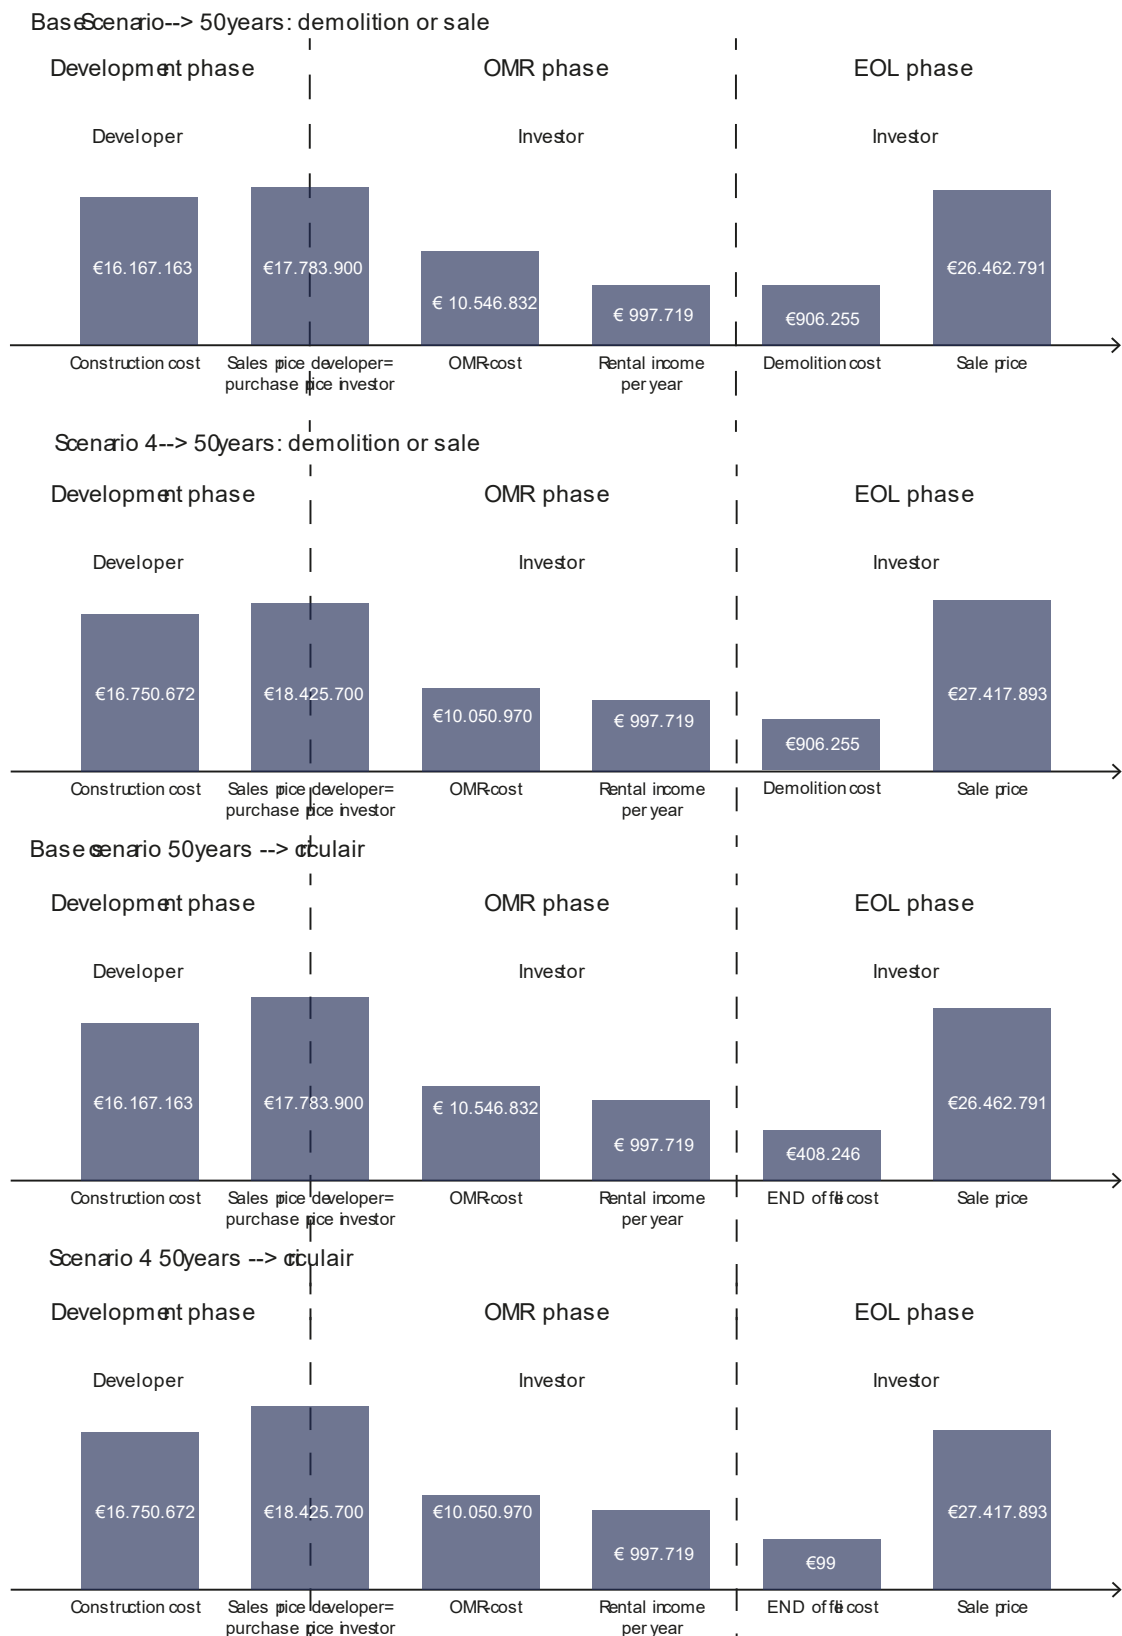 Base Scenario--> 50years: demolition or sale
Development phase OMR phase EOL phase
Developer Investor Investor
€16.167.163 €17.783.900 € 10.546.832 € 997.719 €906.255 €26.462.791
Construction cost Sales price developer= OMR-cost Rental income Demolition cost Sale price
purchase price investor per year
Scenario 4--> 50years: demolition or sale
Development phase OMR phase EOL phase
Developer Investor Investor
€16.750.672 €18.425.700 €10.050.970 € 997.719 €906.255 €27.417.893
Construction cost Sales price developer= OMR-cost Rental income Demolition cost Sale price
purchase price investor per year
Base scenario 50years --> circulair
Development phase OMR phase EOL phase
Developer Investor Investor
€16.167.163 €17.783.900 € 10.546.832 € 997.719 €408.246 €26.462.791
Construction cost Sales price developer= OMR-cost Rental income END of life cost Sale price
purchase price investor per year
Scenario 4 50years --> circulair
Development phase OMR phase EOL phase
Developer Investor Investor
€16.750.672 €18.425.700 €10.050.970 € 997.719 €99 €27.417.893
Construction cost Sales price developer= OMR-cost Rental income END of life cost Sale price
purchase price investor per year